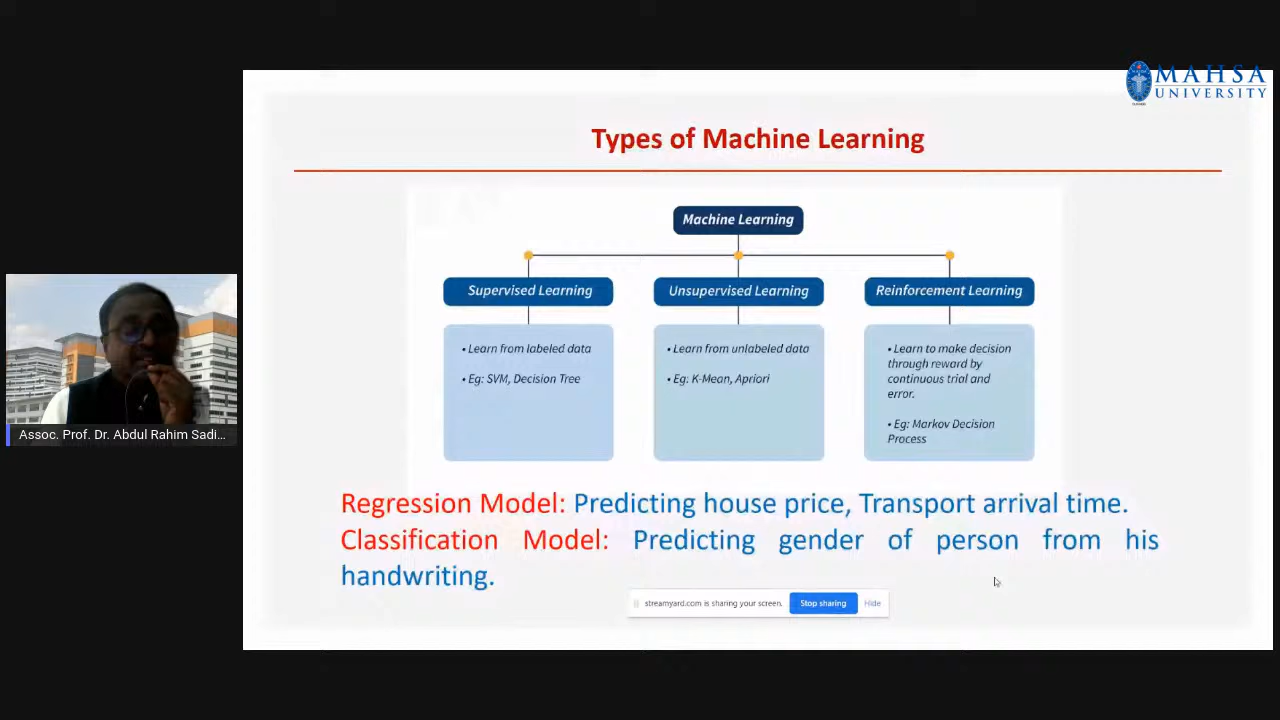 MAHSA
UNIVERSITY
Types of Machine Learning
Machine Learning
Supervised Learning
Unsupervised Learning
Reinforcement Learning
• Learn from labeled data
• Eg: SVM, Decision Tree
• Learn from unlabeled data
• Eg: K-Mean, Apriori
• Learn to make decision
through reward by
continuous trial and
error.
• Eg: Markov Decision
Process
Assoc. Prof. Dr. Abdul Rahim Sadi...
Regression Model: Predicting house price, Transport arrival time.
Classification Model: Predicting gender of person from his
handwriting.
streamyard.com is sharing your screen. Stop sharing Hide